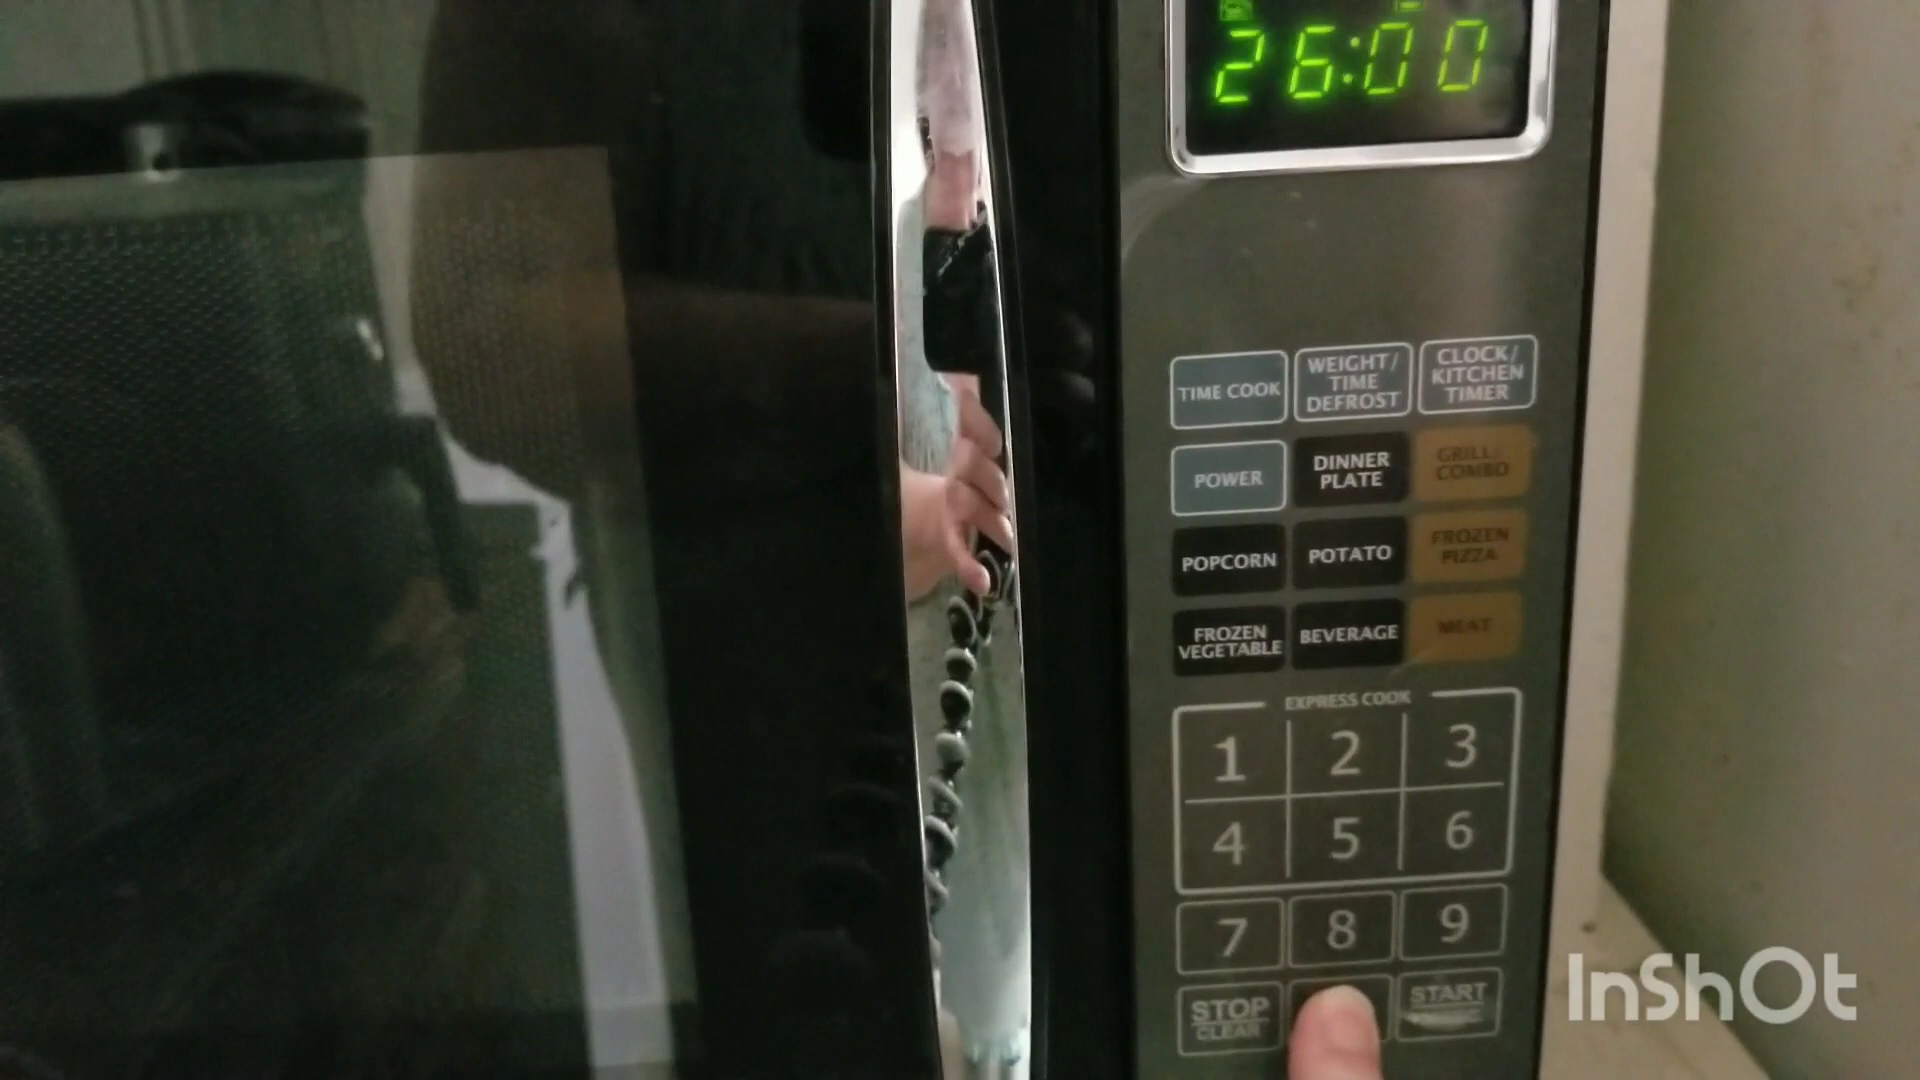 26:00
TIME COOK
WEIGHT/
TIME
DEFROST
CLOCK/
KITCHEN
TIMER
POWER
DINNER
PLATE
GRILL/
COMBO
POPCORN
POTATO
FROZEN
PIZZA
FROZEN
VEGETABLE
BEVERAGE
MEAT
EXPRESS COOK
1
2
3
4
5
6
7
8
9
STOP
CLEAR
START
InShOt